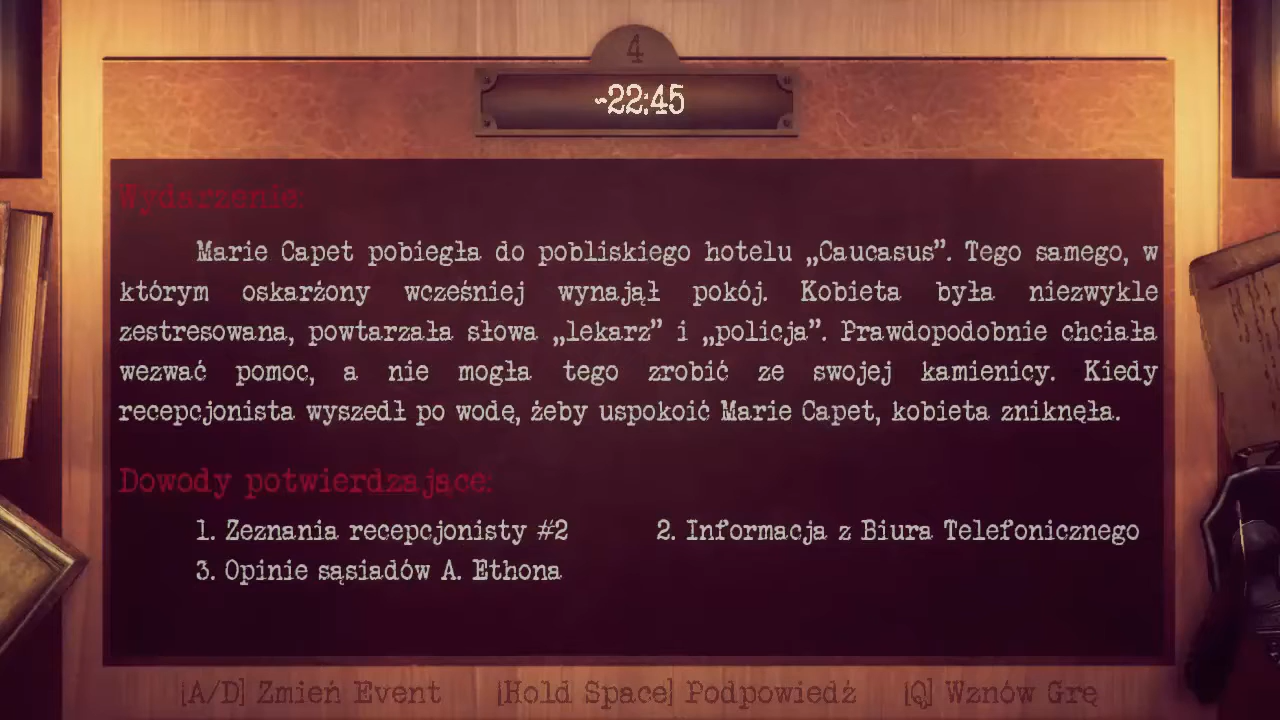 4
~22:45
Wydarzenie:
Marie Capet pobiegła do pobliskiego hotelu „Caucasus”. Tego samego, w
którym oskarżony wcześniej wynajął pokój. Kobieta była niezwykle
zestresowana, powtarzała słowa „lekarz” i „policja”. Prawdopodobnie chciała
wezwać pomoc, a nie mogła tego zrobić ze swojej kamienicy. Kiedy
recepcjonista wyszedł po wodę, żeby uspokoić Marie Capet, kobieta zniknęła.
Dowody potwierdzające:
1. Zeznania recepcjonisty #2 2. Informacja z Biura Telefonicznego
3. Opinie sąsiadów A. Ethona
[A/D] Zmień Event [Hold Space] Podpowiedź [Q] Wznów Grę